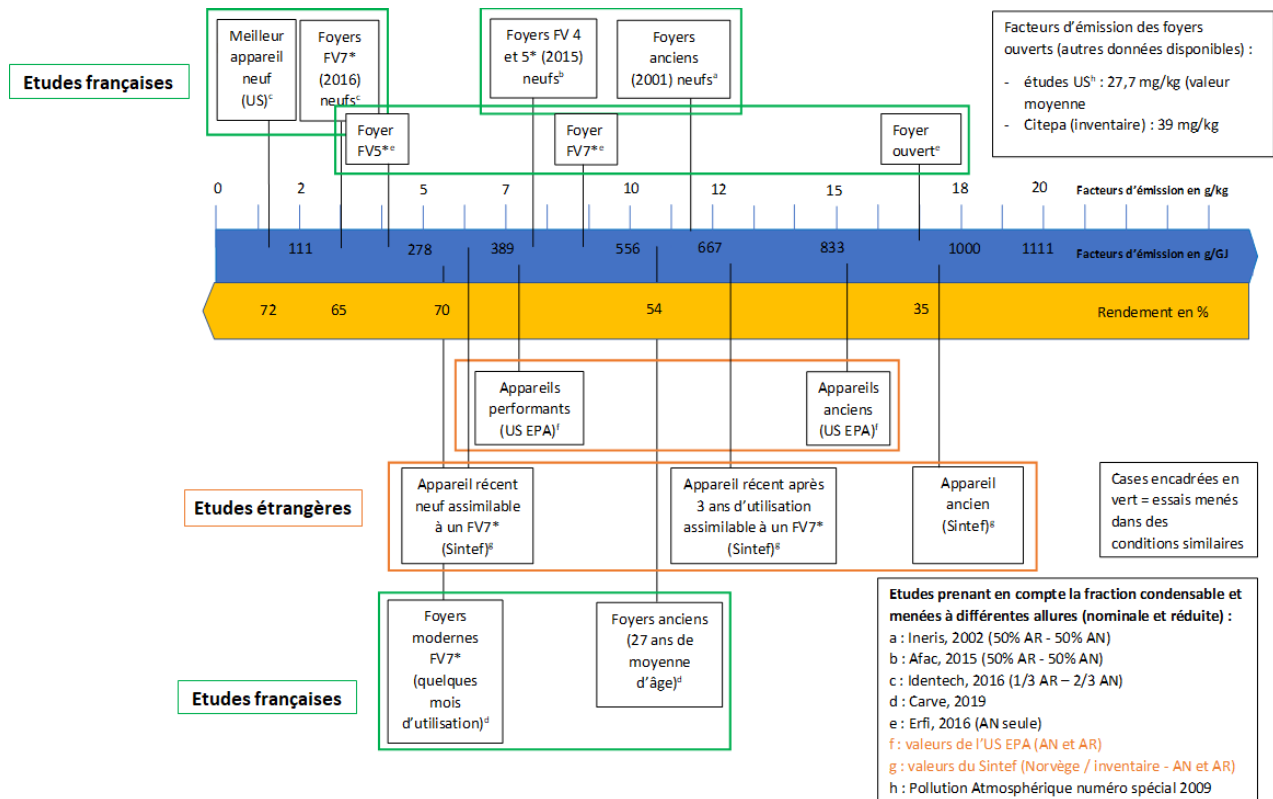 Etudes françaises
Meilleur
appareil
neuf
(US)ᶜ
Foyers
FV7*
(2016)
neufsᶜ
Foyers FV 4
et 5* (2015)
neufsᵇ
Foyers
anciens
(2001) neufsᵃ
Foyer
FV5*ᵉ
Foyer
FV7*ᵉ
Foyer
ouvertᵉ
Facteurs d’émission des foyers
ouverts (autres données disponibles) :
- études USʰ : 27,7 mg/kg (valeur
moyenne
- Citepa (inventaire) : 39 mg/kg
0 2 5 7 10 12 15 18 20 Facteurs d’émission en g/kg
111 278 389 556 667 833 1000 1111 Facteurs d’émission en g/GJ
72 65 70 54 35 Rendement en %
Appareils
performants
(US EPA)ᶠ
Appareils
anciens
(US EPA)ᶠ
Etudes étrangères
Appareil récent
neuf assimilable
à un FV7*
(Sintef)ᵍ
Appareil récent après
3 ans d’utilisation
assimilable à un FV7*
(Sintef)ᵍ
Appareil
ancien
(Sintef)ᵍ
Cases encadrées en
vert = essais menés
dans des
conditions similaires
Etudes françaises
Foyers
modernes
FV7*
(quelques
mois
d’utilisation)ᵈ
Foyers anciens
(27 ans de
moyenne
d’âge)ᵈ
Etudes prenant en compte la fraction condensable et
menées à différentes allures (nominale et réduite) :
a : Ineris, 2002 (50% AR - 50% AN)
b : Afac, 2015 (50% AR - 50% AN)
c : Identech, 2016 (1/3 AR – 2/3 AN)
d : Carve, 2019
e : Erfi, 2016 (AN seule)
f : valeurs de l’US EPA (AN et AR)
g : valeurs du Sintef (Norvège / inventaire - AN et AR)
h : Pollution Atmosphérique numéro spécial 2009